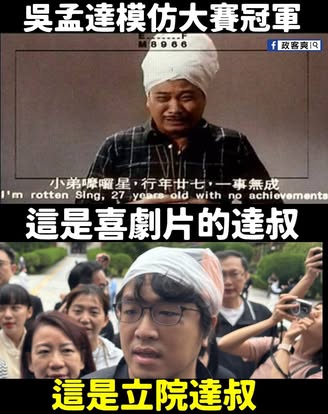 吳孟達模仿大賽冠軍
M8966
政客爽
小弟嚤囉星，行年廿七，一事無成
I'm rotten Sing, 27 years old with no achievements
這是喜劇片的達叔
這是立院達叔